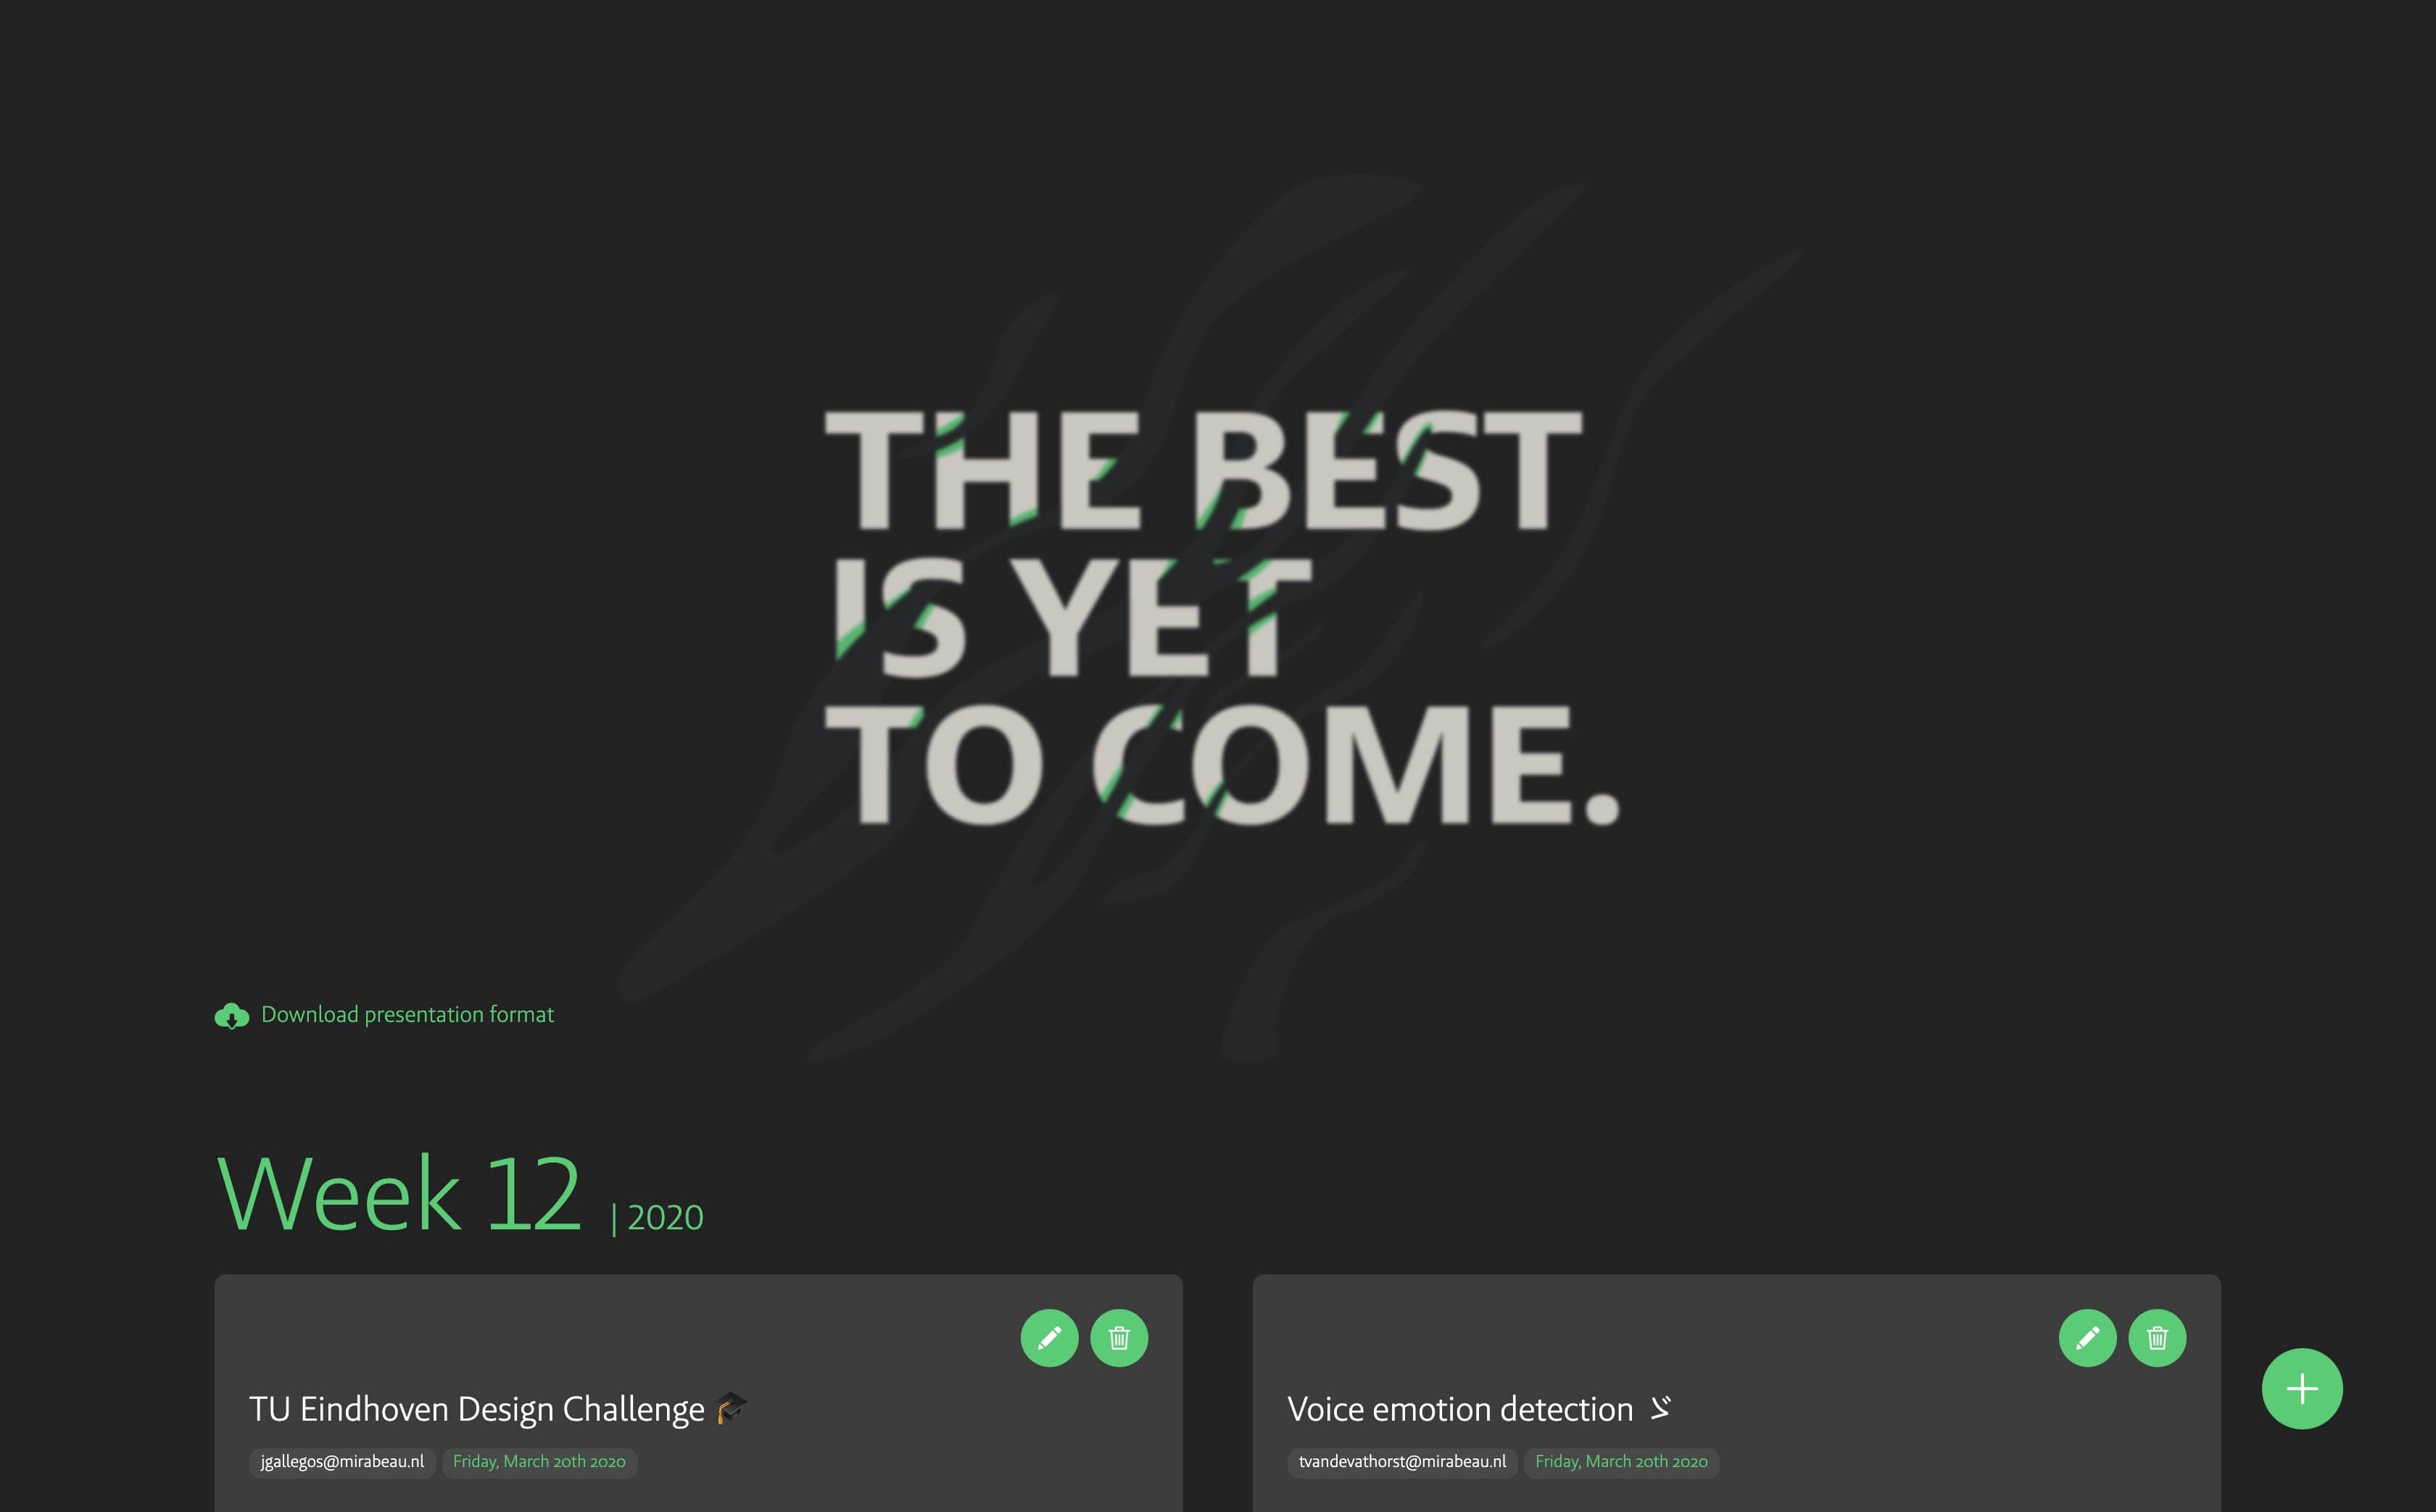 THE BEST
IS YET
TO COME.
Download presentation format
Week 12 | 2020
TU Eindhoven Design Challenge 🎓
jgallegos@mirabeau.nl Friday, March 20th 2020
Voice emotion detection
tvandevathorst@mirabeau.nl Friday, March 20th 2020